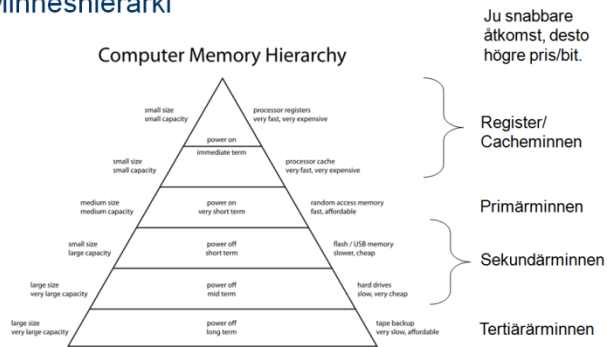 Minneshierarki
Ju snabbare
åtkomst, desto
högre pris/bit.
Computer Memory Hierarchy
small size
small capacity
processor registers
very fast, very expensive
power on
immediate term
Register/
Cacheminnen
small size
small capacity
processor cache
very fast, very expensive
medium size
medium capacity
power on
very short term
random access memory
fast, affordable
Primärminnen
small size
large capacity
power off
short term
flash / USB memory
slower, cheap
Sekundärminnen
large size
very large capacity
power off
mid term
hard drives
slow, very cheap
large size
very large capacity
power off
long term
tape backup
very slow, affordable
Tertiärärminnen